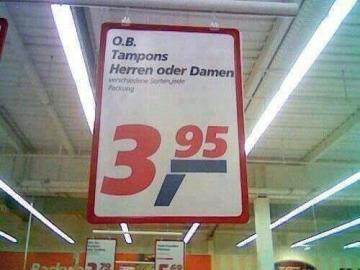 O.B.
Tampons
Herren oder Damen
verschiedene Sorten, jede
Packung
3,95